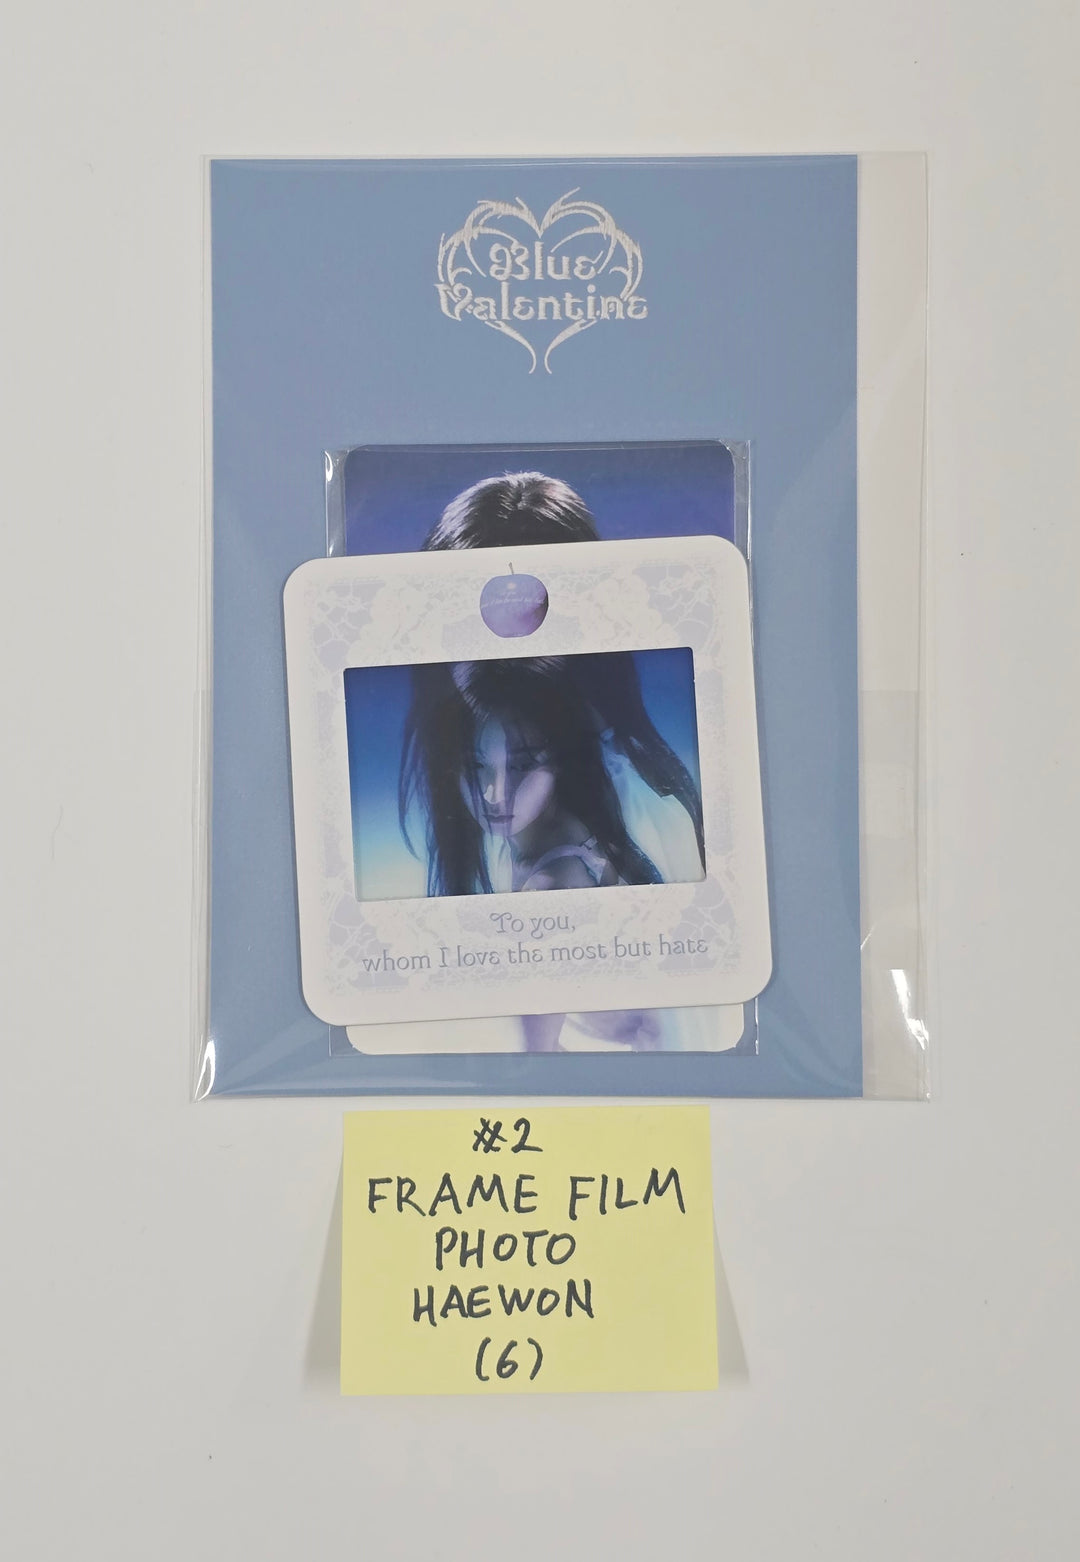 Blue
Valentine
To you,
whom I love the most but hate
#2
FRAME FILM
PHOTO
HAEWON
(6)